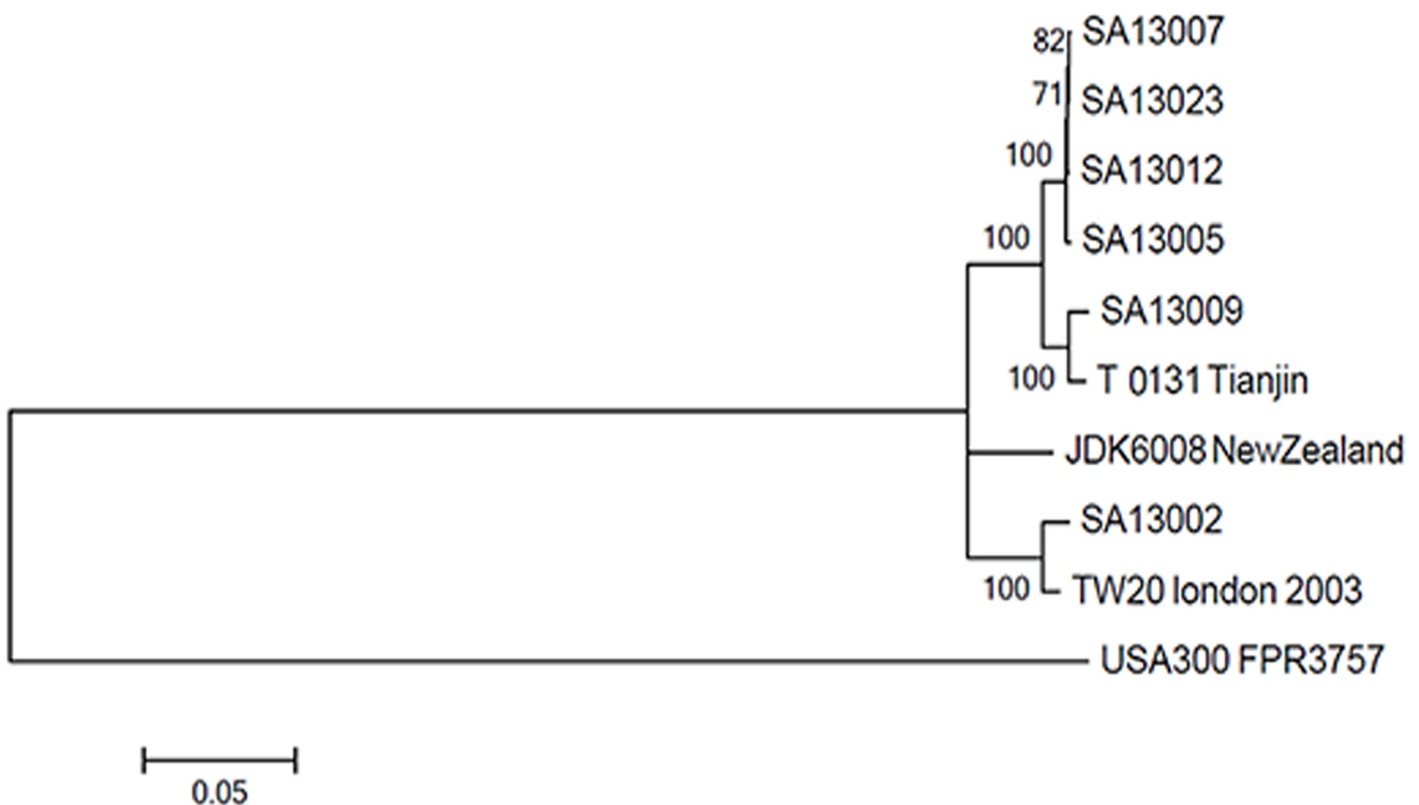 82 SA13007
71 SA13023
100 SA13012
100 SA13005
SA13009
100 T 0131 Tianjin
JDK6008 NewZealand
SA13002
100 TW20 london 2003
USA300 FPR3757
0.05